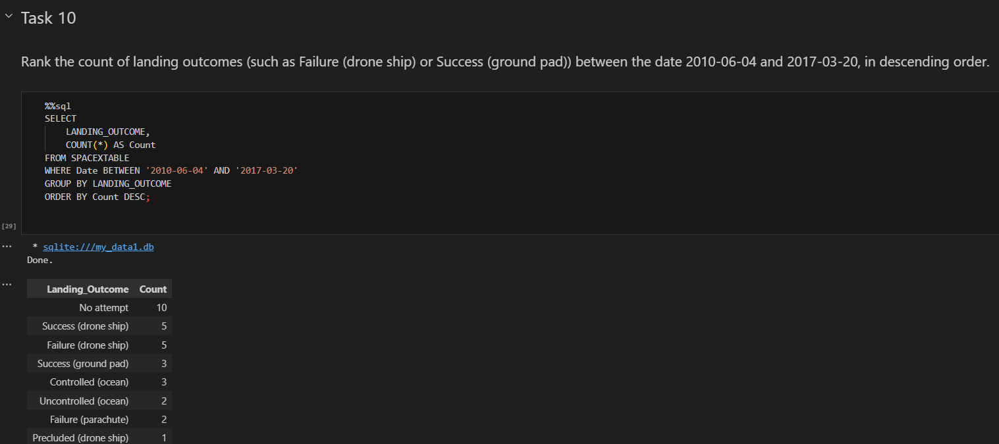 Task 10
Rank the count of landing outcomes (such as Failure (drone ship) or Success (ground pad)) between the date 2010-06-04 and 2017-03-20, in descending order.
%%sql
SELECT
LANDING_OUTCOME,
COUNT(*) AS Count
FROM SPACEXTABLE
WHERE Date BETWEEN '2010-06-04' AND '2017-03-20'
GROUP BY LANDING_OUTCOME
ORDER BY Count DESC;
[29]
... * sqlite:///my_data1.db
Done.
...
Landing_Outcome Count
No attempt 10
Success (drone ship) 5
Failure (drone ship) 5
Success (ground pad) 3
Controlled (ocean) 3
Uncontrolled (ocean) 2
Failure (parachute) 2
Precluded (drone ship) 1